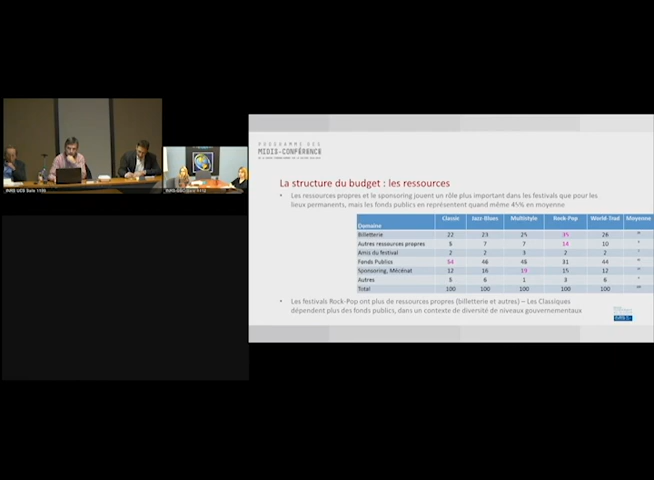 PROGRAMME DES
MIDIS-CONFÉRENCE
La structure du budget : les ressources
• Les ressources propres et le sponsoring jouent un rôle plus important dans les festivals que pour les
lieux permanents, mais les fonds publics en représentent quand même 45% en moyenne
Domaine Classic Jazz-Blues Multistyle Rock-Pop World-Trad Moyenne
Billetterie 22 23 25 35 26
Autres ressources propres 5 7 7 14 10
Amis du festival 2 2 3 2 2
Fonds Publics 54 46 45 31 44
Sponsoring, Mécénat 12 16 19 15 12
Autres 5 6 1 3 6
Total 100 100 100 100 100
• Les festivals Rock-Pop ont plus de ressources propres (billetterie et autres) – Les Classiques
dépendent plus des fonds publics, dans un contexte de diversité de niveaux gouvernementaux
INRS